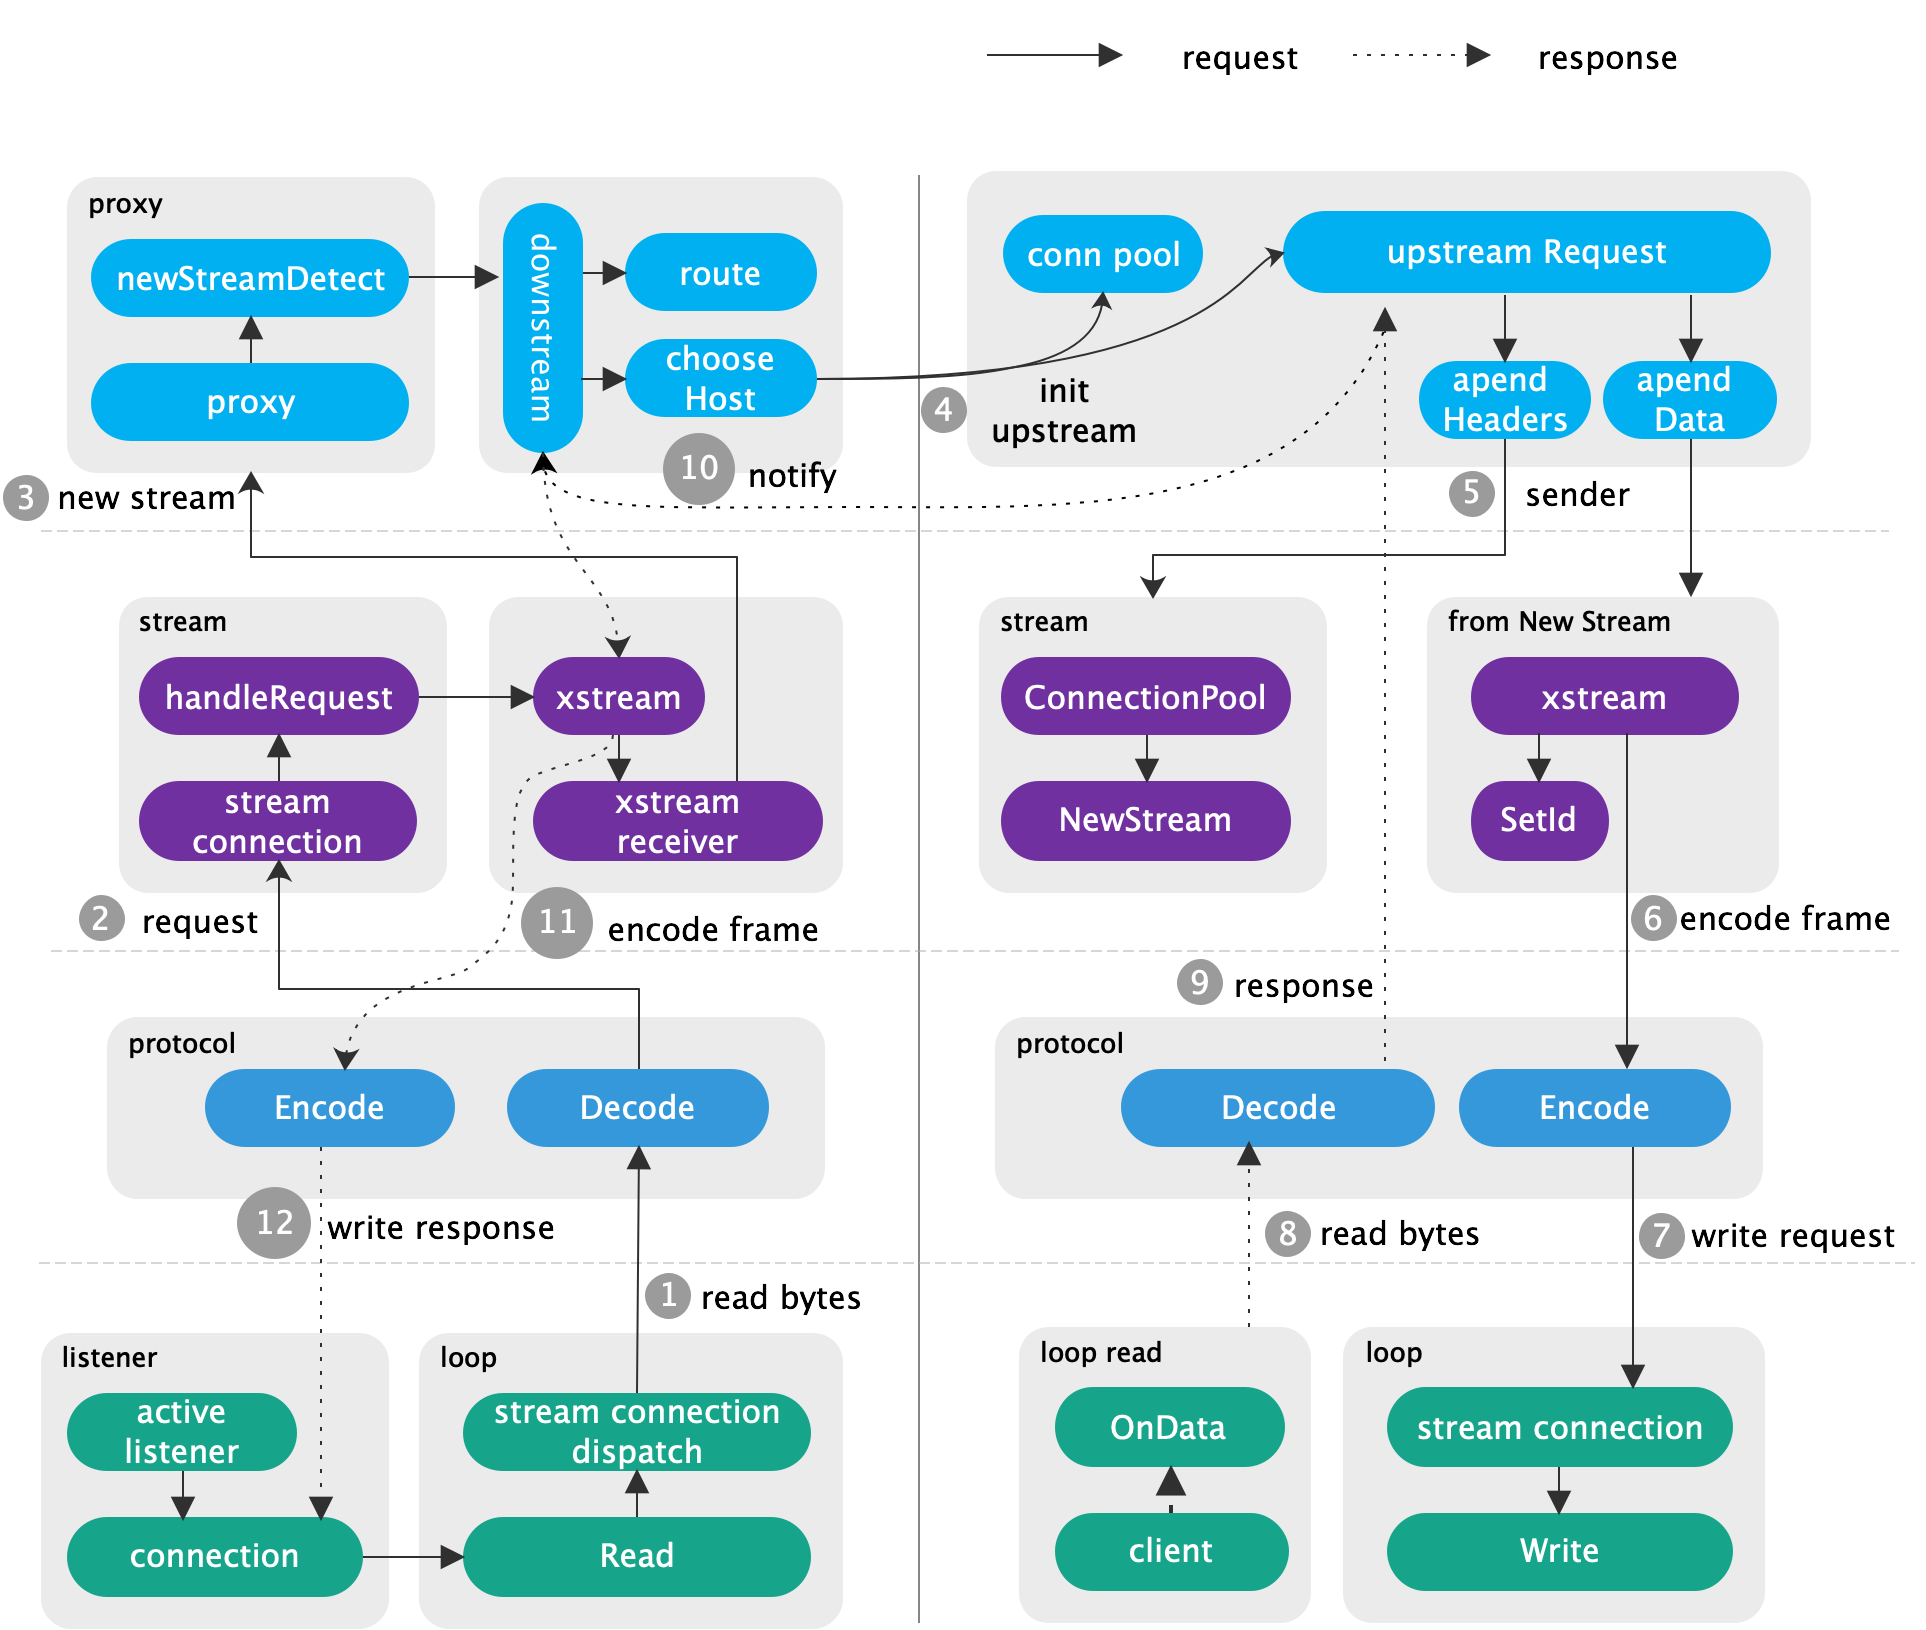 request
response
proxy
newStreamDetect
proxy
downstream
route
choose
Host
conn pool
upstream Request
apend
Headers
apend
Data
4
init
upstream
10
notify
3
new stream
5
sender
stream
handleRequest
stream
connection
xstream
xstream
receiver
stream
ConnectionPool
NewStream
from New Stream
xstream
SetId
2
request
11
encode frame
6
encode frame
9
response
protocol
Encode
Decode
protocol
Decode
Encode
12
write response
8
read bytes
7
write request
1
read bytes
listener
active
listener
connection
loop
stream connection
dispatch
Read
loop read
OnData
client
loop
stream connection
Write